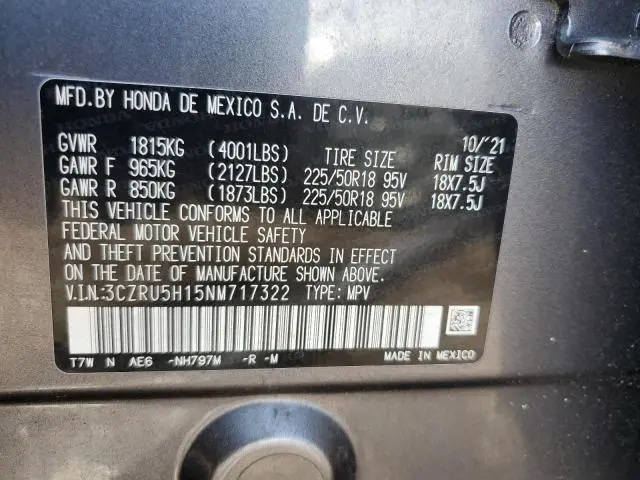 MFD.BY HONDA DE MEXICO S.A. DE C.V.
10/'21
GVWR 1815KG (4001LBS) TIRE SIZE RIM SIZE
GAWR F 965KG (2127LBS) 225/50R18 95V 18X7.5J
GAWR R 850KG (1873LBS) 225/50R18 95V 18X7.5J
THIS VEHICLE CONFORMS TO ALL APPLICABLE
FEDERAL MOTOR VEHICLE SAFETY
AND THEFT PREVENTION STANDARDS IN EFFECT
ON THE DATE OF MANUFACTURE SHOWN ABOVE.
V.I.N.:3CZRU5H15NM717322 TYPE: MPV
T7W N AE6 -NH797M -R -M MADE IN MEXICO